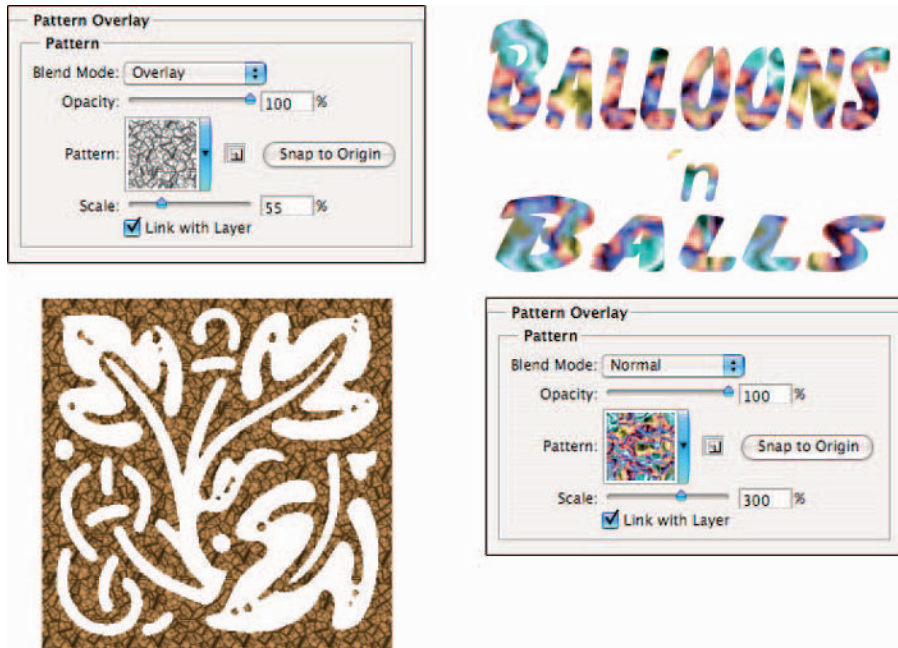 Pattern Overlay
Pattern
Blend Mode: Overlay
Opacity: 100 %
Pattern: Snap to Origin
Scale: 55 %
Link with Layer
BALLOONS
'n
BALLS
Pattern Overlay
Pattern
Blend Mode: Normal
Opacity: 100 %
Pattern: Snap to Origin
Scale: 300 %
Link with Layer